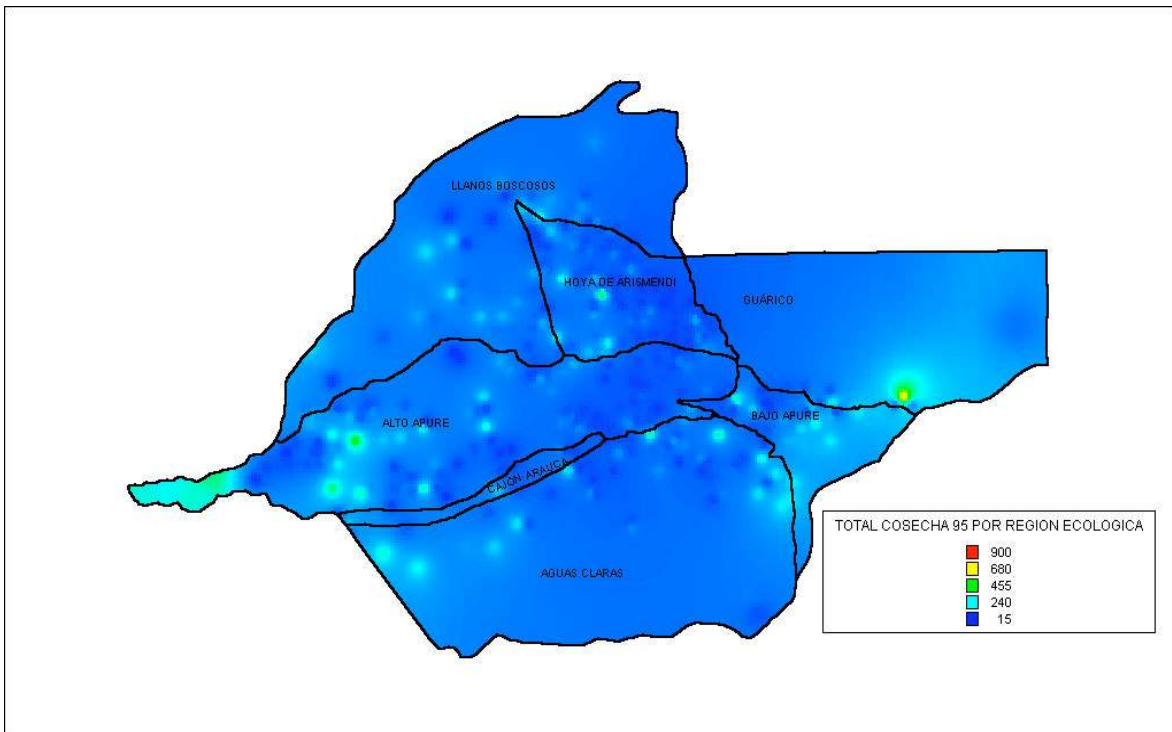 LLANOS BOSCOSOS
HOYA DE ARISMENDI
GUÁRICO
ALTO APURE
BAJO APURE
CAJÓN ARAUCA
AGUAS CLARAS
TOTAL COSECHA 95 POR REGION ECOLOGICA
900
680
455
240
15